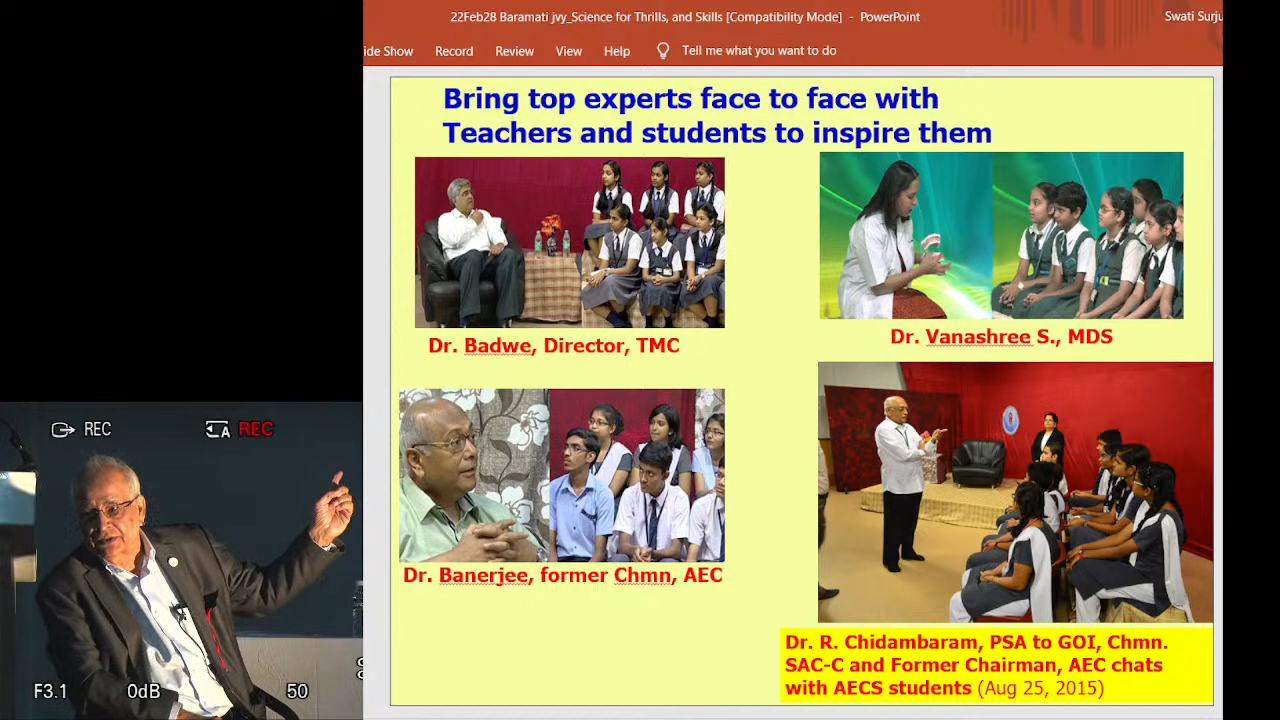 22Feb28 Baramati jvy_Science for Thrills, and Skills [Compatibility Mode] - PowerPoint
Swati Surju
ide Show Record Review View Help Tell me what you want to do
Bring top experts face to face with
Teachers and students to inspire them
Dr. Badwe, Director, TMC
Dr. Vanashree S., MDS
Dr. Banerjee, former Chmn, AEC
Dr. R. Chidambaram, PSA to GOI, Chmn.
SAC-C and Former Chairman, AEC chats
with AECS students (Aug 25, 2015)
REC
A REC
F3.1 0dB 50